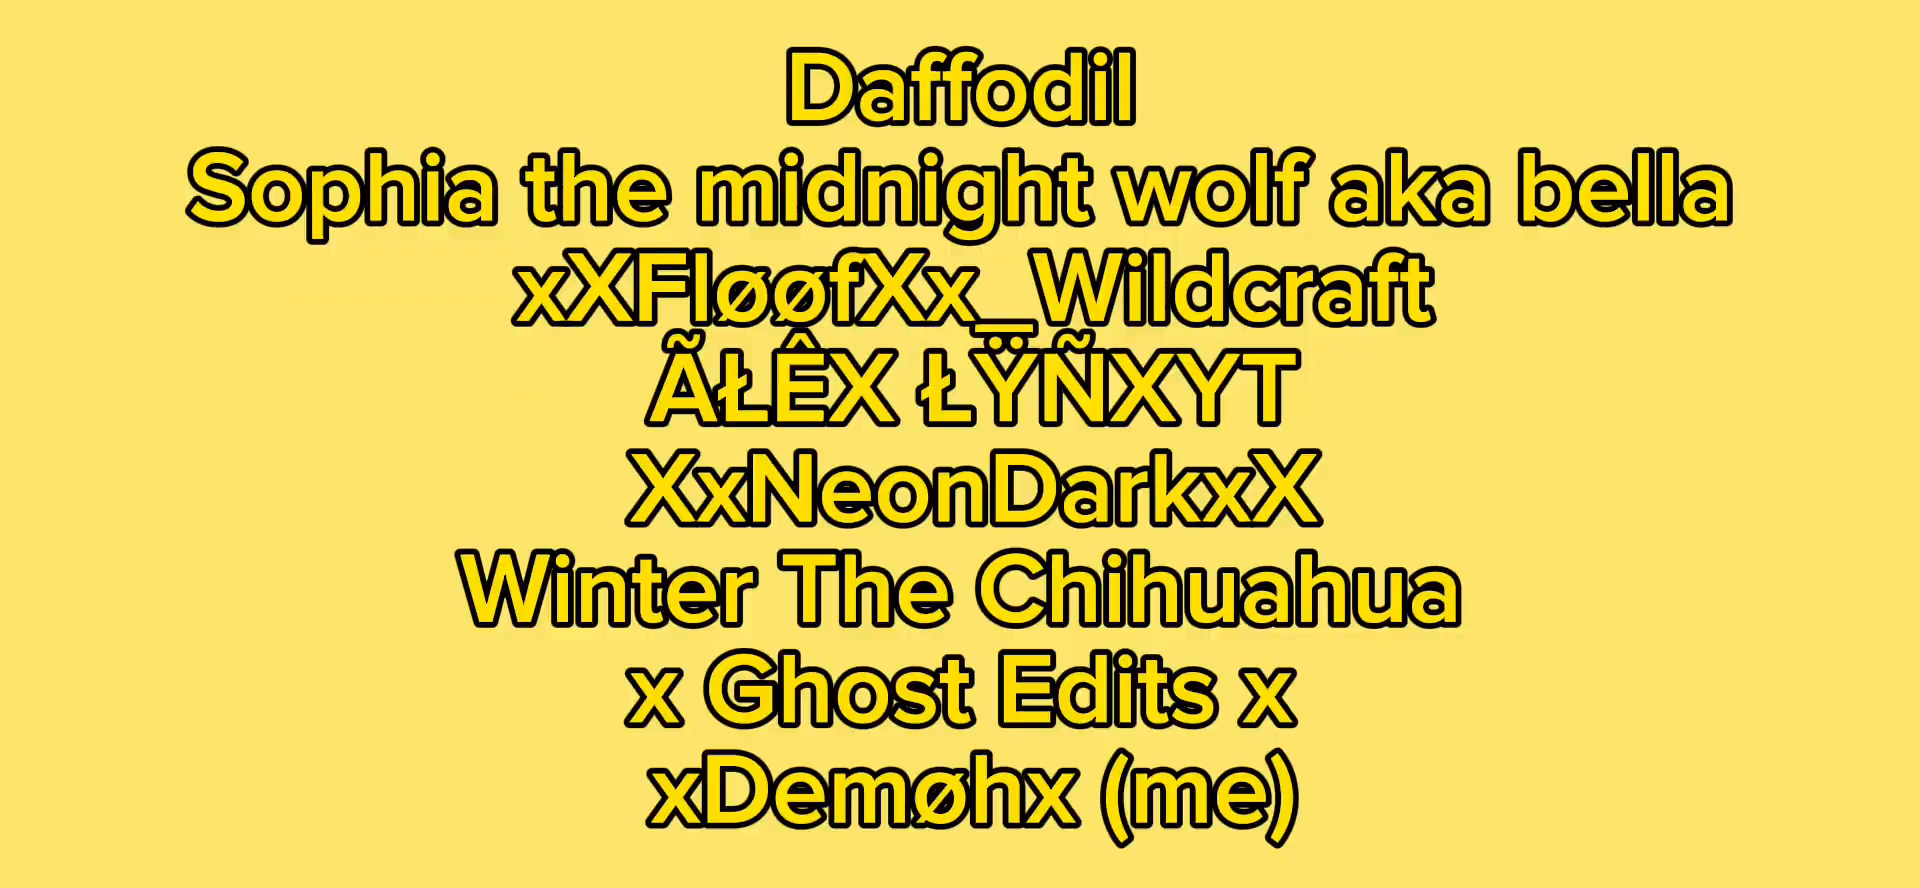 Daffodil
Sophia the midnight wolf aka bella
xXFløøfXx_Wildcraft
ÃŁÊX ŁŸÑXYT
XxNeonDarkxX
Winter The Chihuahua
x Ghost Edits x
xDemøhx (me)